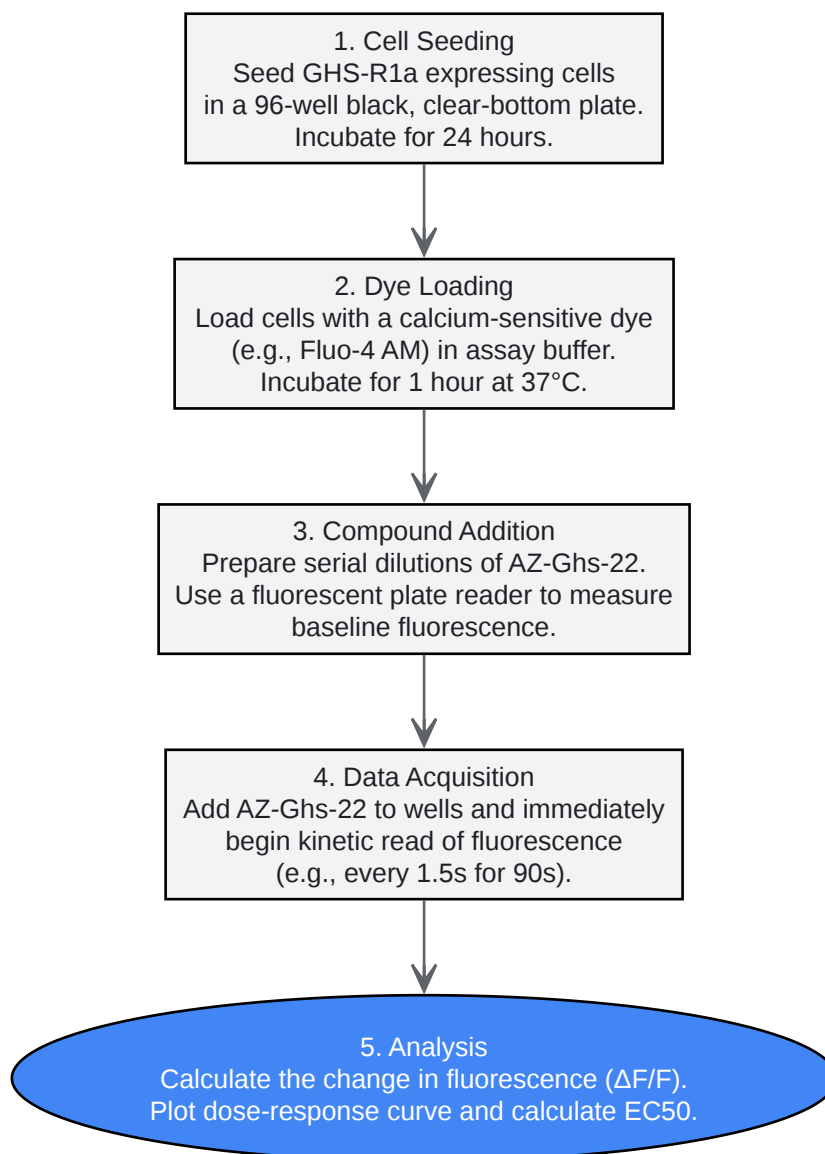 1. Cell Seeding
Seed GHS-R1a expressing cells
in a 96-well black, clear-bottom plate.
Incubate for 24 hours.
2. Dye Loading
Load cells with a calcium-sensitive dye
(e.g., Fluo-4 AM) in assay buffer.
Incubate for 1 hour at 37°C.
3. Compound Addition
Prepare serial dilutions of AZ-Ghs-22.
Use a fluorescent plate reader to measure
baseline fluorescence.
4. Data Acquisition
Add AZ-Ghs-22 to wells and immediately
begin kinetic read of fluorescence
(e.g., every 1.5s for 90s).
5. Analysis
Calculate the change in fluorescence (ΔF/F).
Plot dose-response curve and calculate EC50.